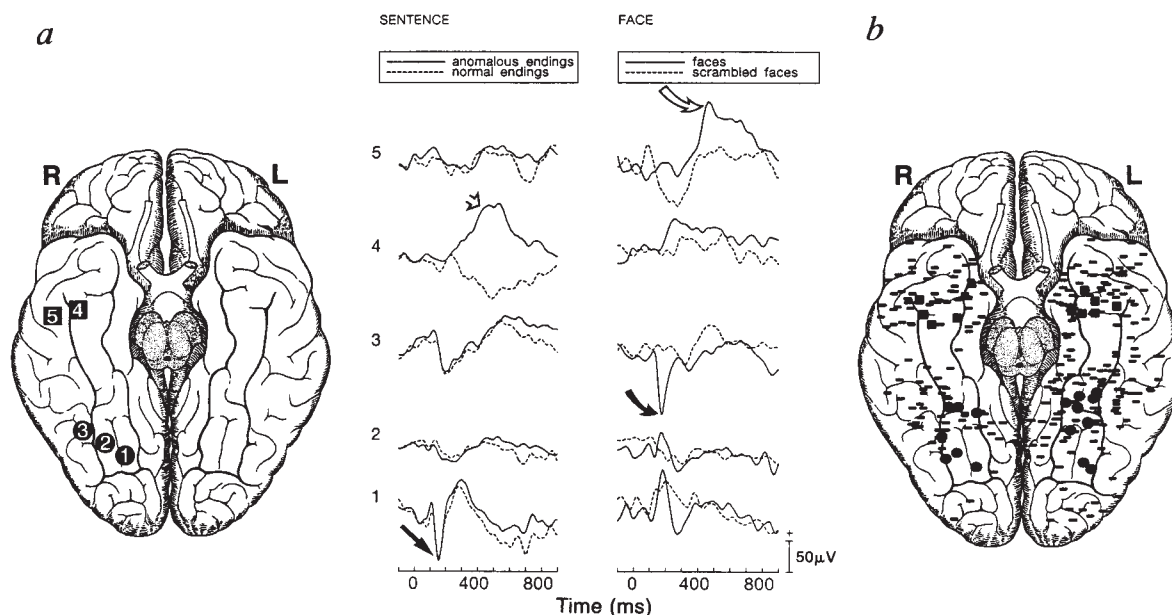 a
SENTENCE
FACE
b
anomalous endings
normal endings
faces
scrambled faces
R
L
5
4
3
2
1
5
4
3
2
1
R
L
+
50μV
0 400 800
0 400 800
Time (ms)